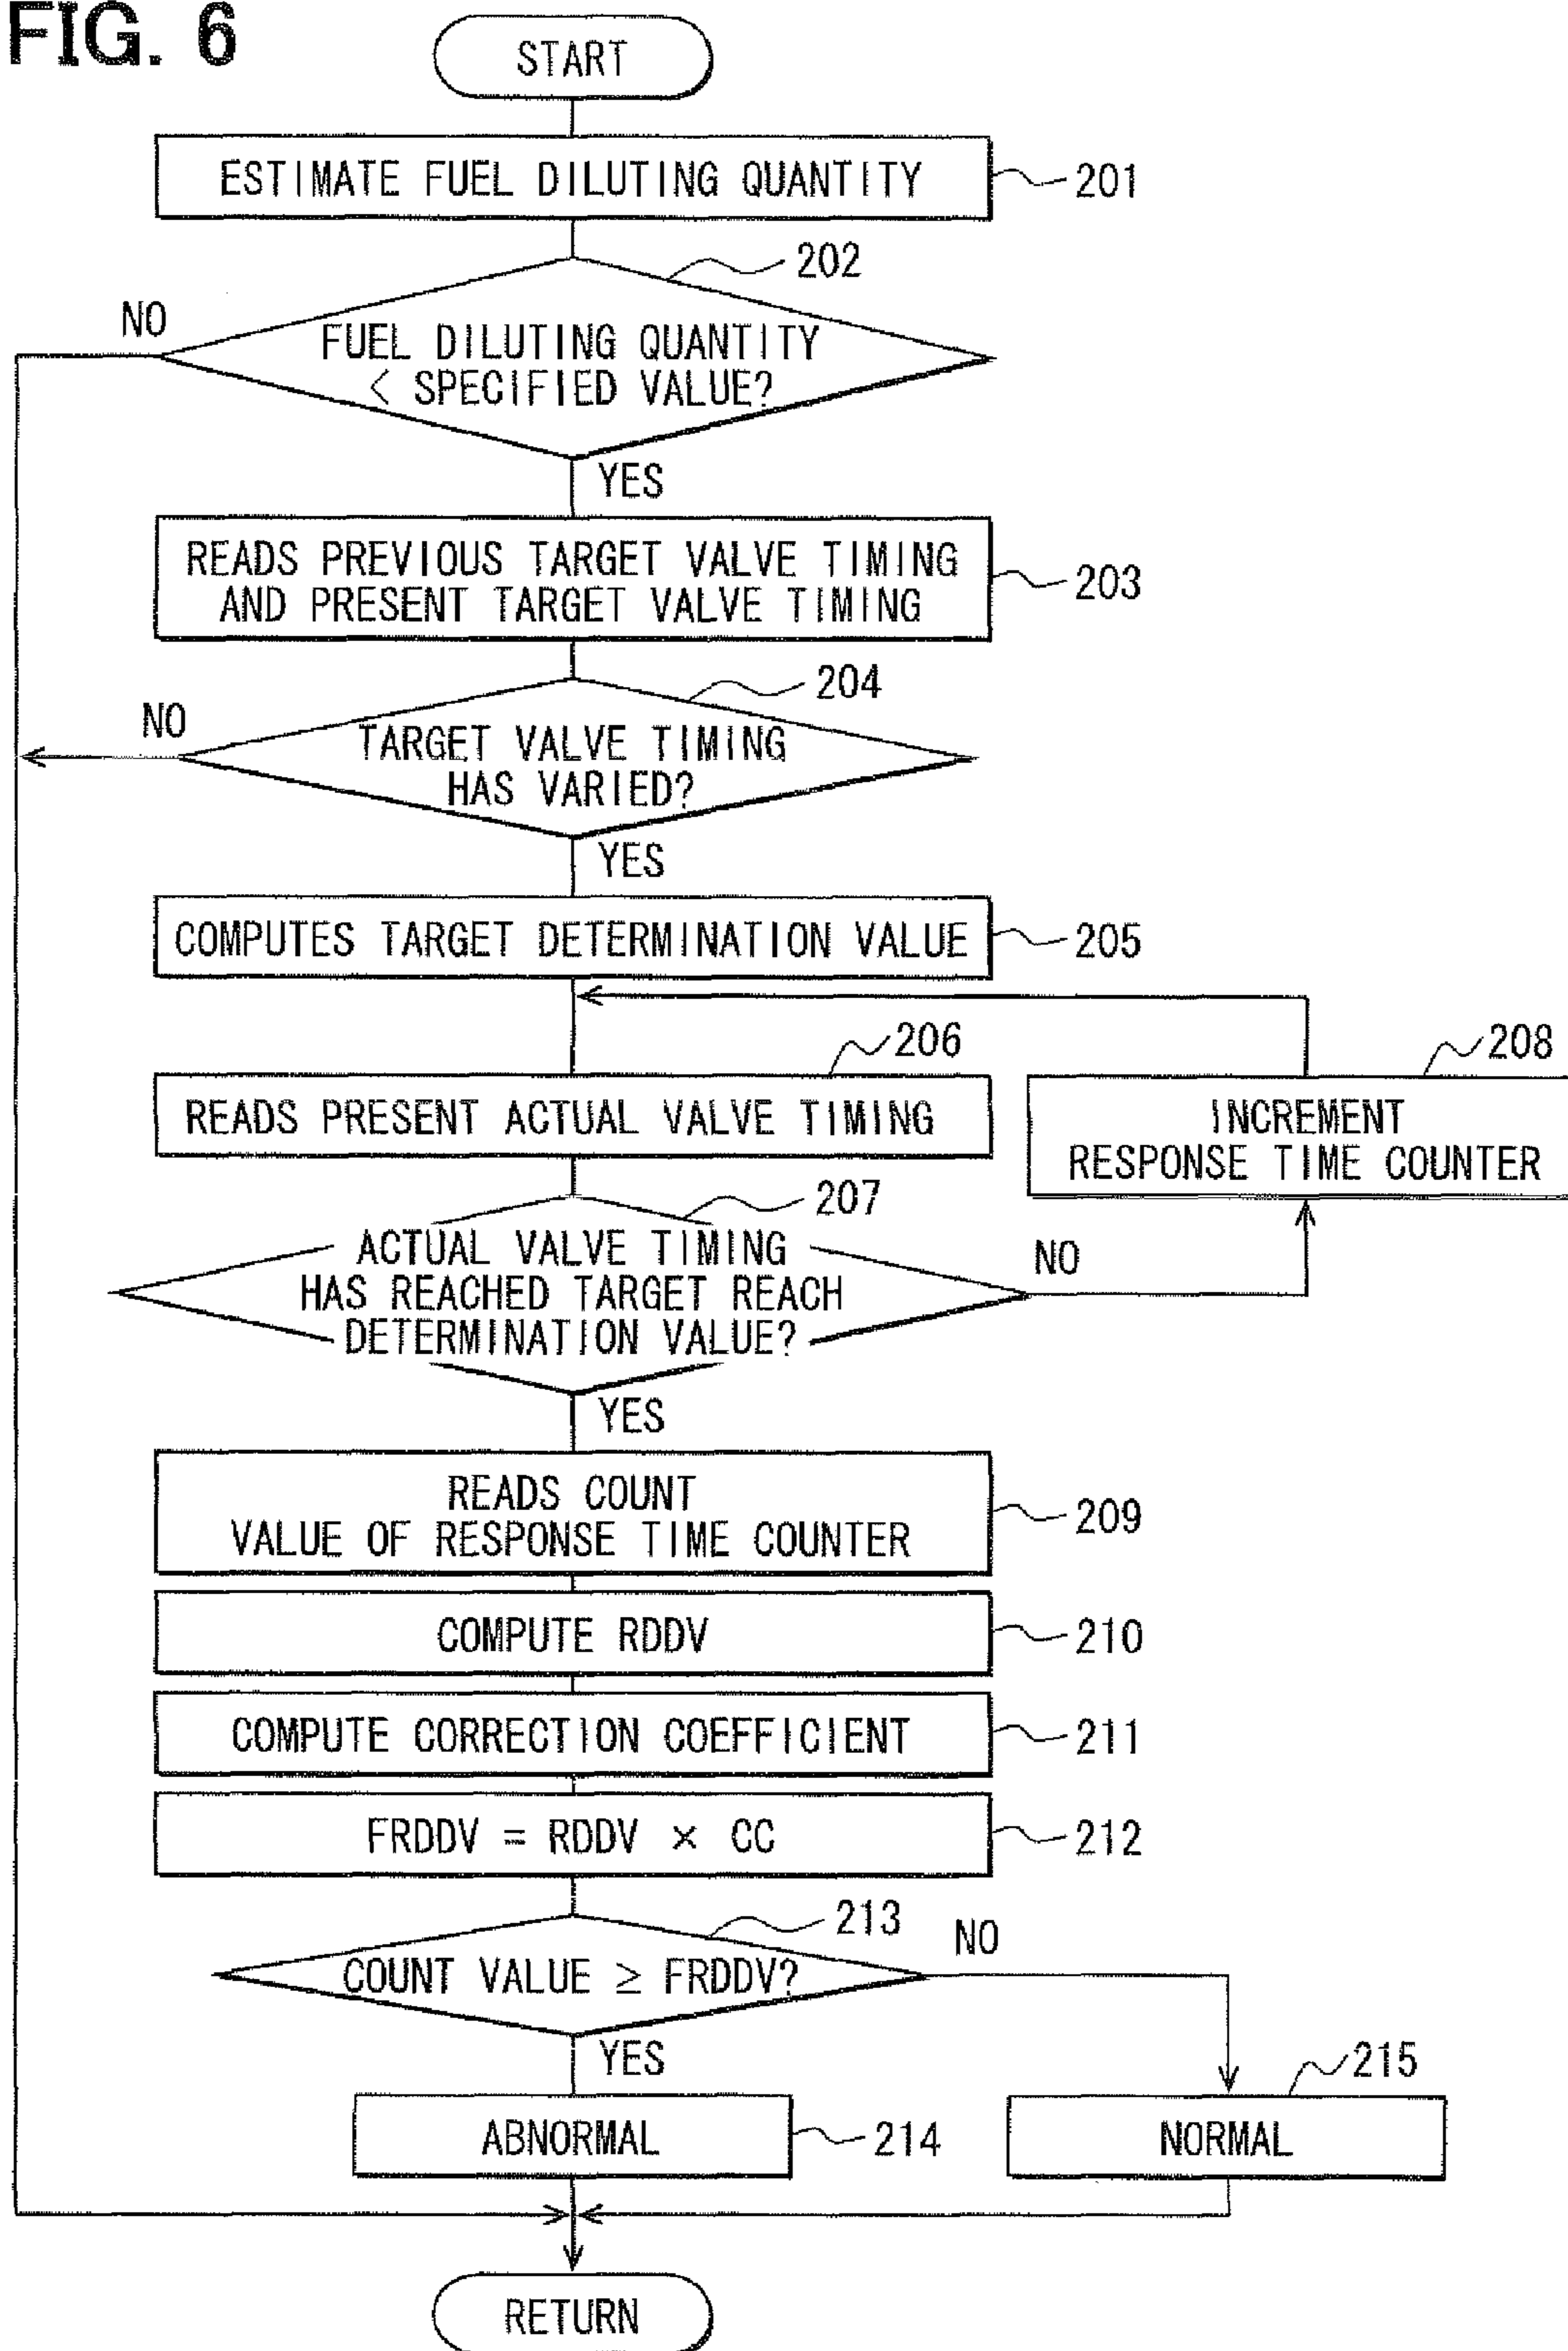 FIG. 6
START
ESTIMATE FUEL DILUTING QUANTITY
201
202
NO
FUEL DILUTING QUANTITY
< SPECIFIED VALUE?
YES
READS PREVIOUS TARGET VALVE TIMING
AND PRESENT TARGET VALVE TIMING
203
204
NO
TARGET VALVE TIMING
HAS VARIED?
YES
COMPUTES TARGET DETERMINATION VALUE
205
206
READS PRESENT ACTUAL VALVE TIMING
208
INCREMENT
RESPONSE TIME COUNTER
207
ACTUAL VALVE TIMING
HAS REACHED TARGET REACH
DETERMINATION VALUE?
NO
YES
READS COUNT
VALUE OF RESPONSE TIME COUNTER
209
COMPUTE RDDV
210
COMPUTE CORRECTION COEFFICIENT
211
FRDDV = RDDV × CC
212
213
NO
COUNT VALUE ≥ FRDDV?
YES
ABNORMAL
214
215
NORMAL
RETURN